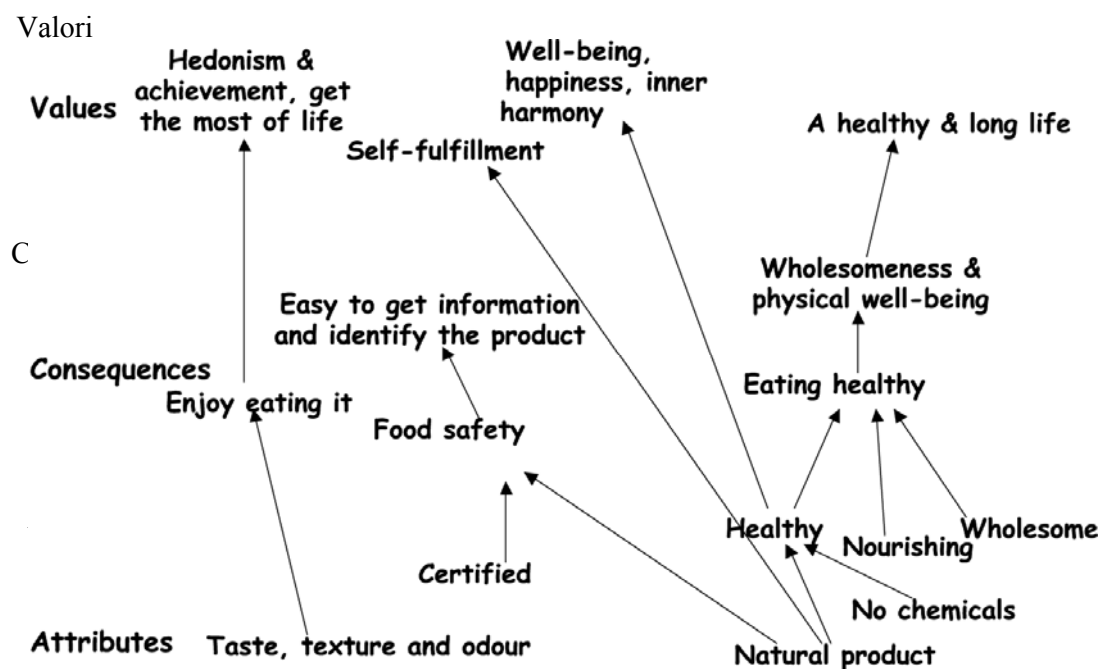 Valori
Hedonism &
achievement, get
the most of life
Well-being,
happiness, inner
harmony
Values
A healthy & long life
Self-fulfillment
C
Wholesomeness &
physical well-being
Easy to get information
and identify the product
Consequences
Eating healthy
Enjoy eating it
Food safety
Healthy
Nourishing
Wholesome
Certified
No chemicals
Attributes
Taste, texture and odour
Natural product